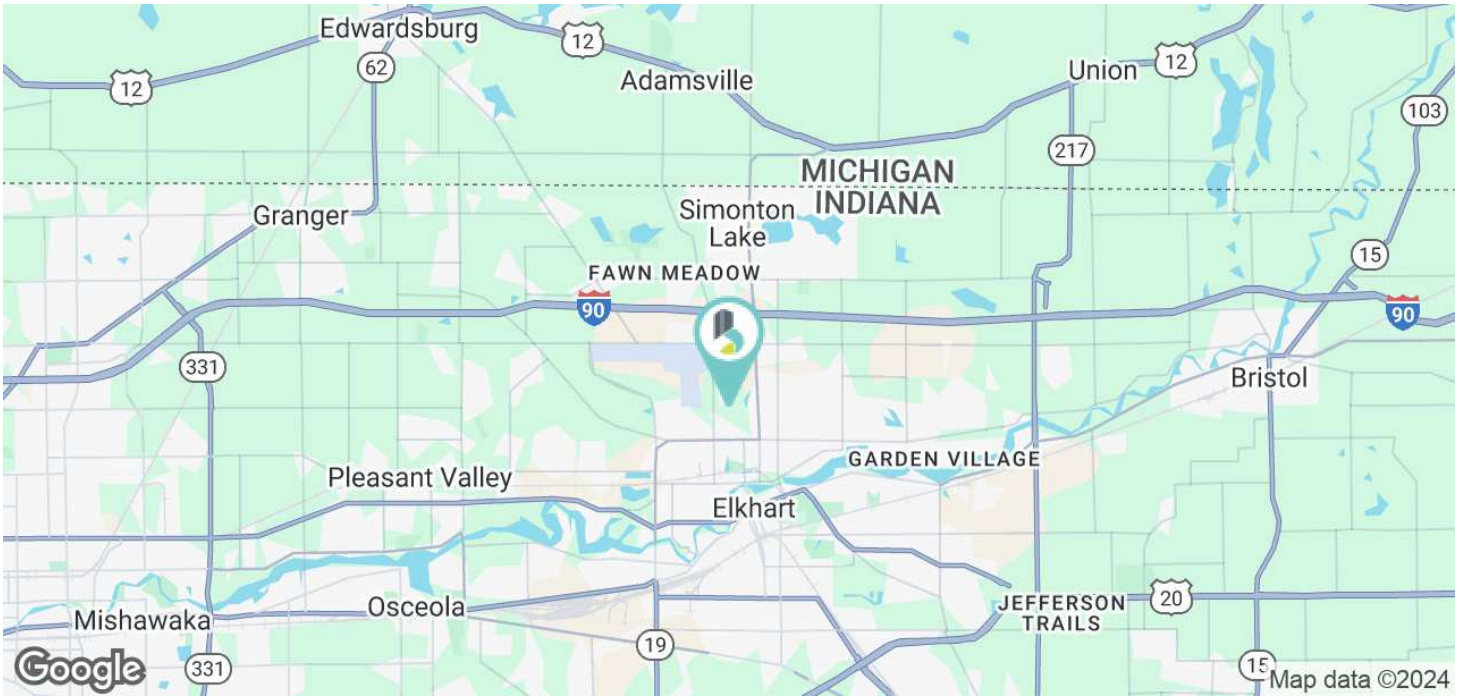 Edwardsburg
12
62
12
Adamsville
Union
12
103
217
MICHIGAN
INDIANA
Granger
Simonton
Lake
15
FAWN MEADOW
90
90
331
Bristol
GARDEN VILLAGE
Pleasant Valley
Elkhart
JEFFERSON
TRAILS
20
Osceola
Mishawaka
19
331
15
Google
Map data ©2024